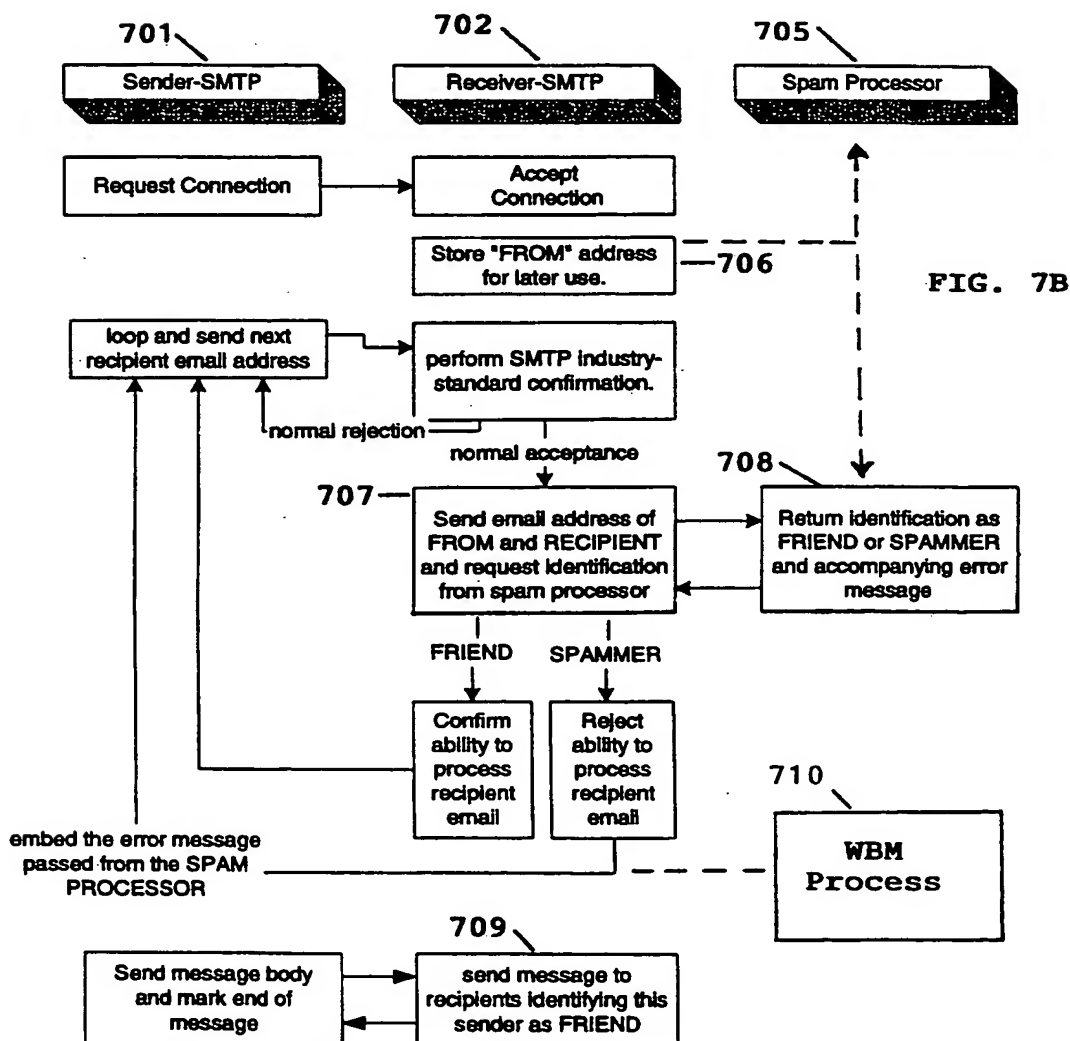 701
702
705
Sender-SMTP
Receiver-SMTP
Spam Processor
Request Connection
Accept
Connection
Store "FROM" address
for later use.
706
FIG. 7B
loop and send next
recipient email address
perform SMTP industry-
standard confirmation.
normal rejection
normal acceptance
707
708
Send email address of
FROM and RECIPIENT
and request identification
from spam processor
Return identification as
FRIEND or SPAMMER
and accompanying error
message
FRIEND
SPAMMER
Confirm
ability to
process
recipient
email
Reject
ability to
process
recipient
email
710
WBM
Process
embed the error message
passed from the SPAM
PROCESSOR
709
Send message body
and mark end of
message
send message to
recipients identifying this
sender as FRIEND